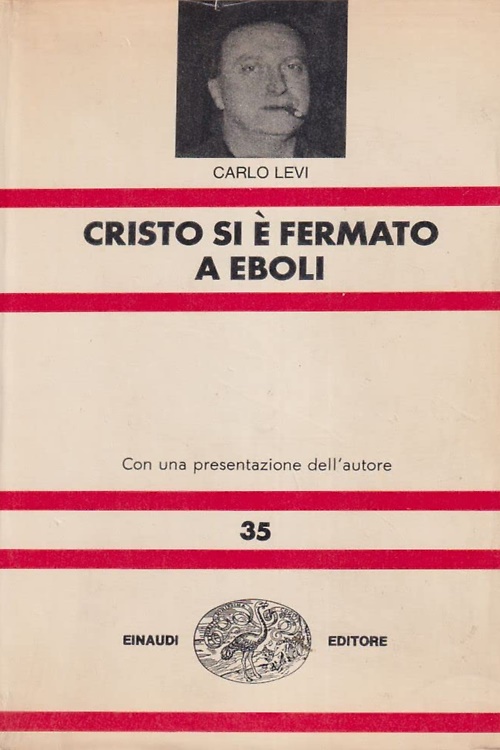 CARLO LEVI
CRISTO SI È FERMATO
A EBOLI
Con una presentazione dell'autore
35
EINAUDI EDITORE